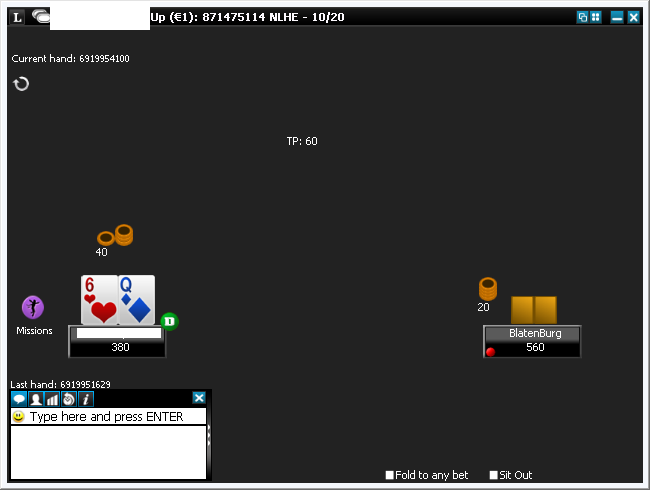 L Up (€1): 871475114 NLHE - 10/20
Current hand: 6919954100
TP: 60
40
6 Q
20
D
Missions
BlatenBurg
380
560
Last hand: 6919951629
i
Type here and press ENTER
Fold to any bet Sit Out